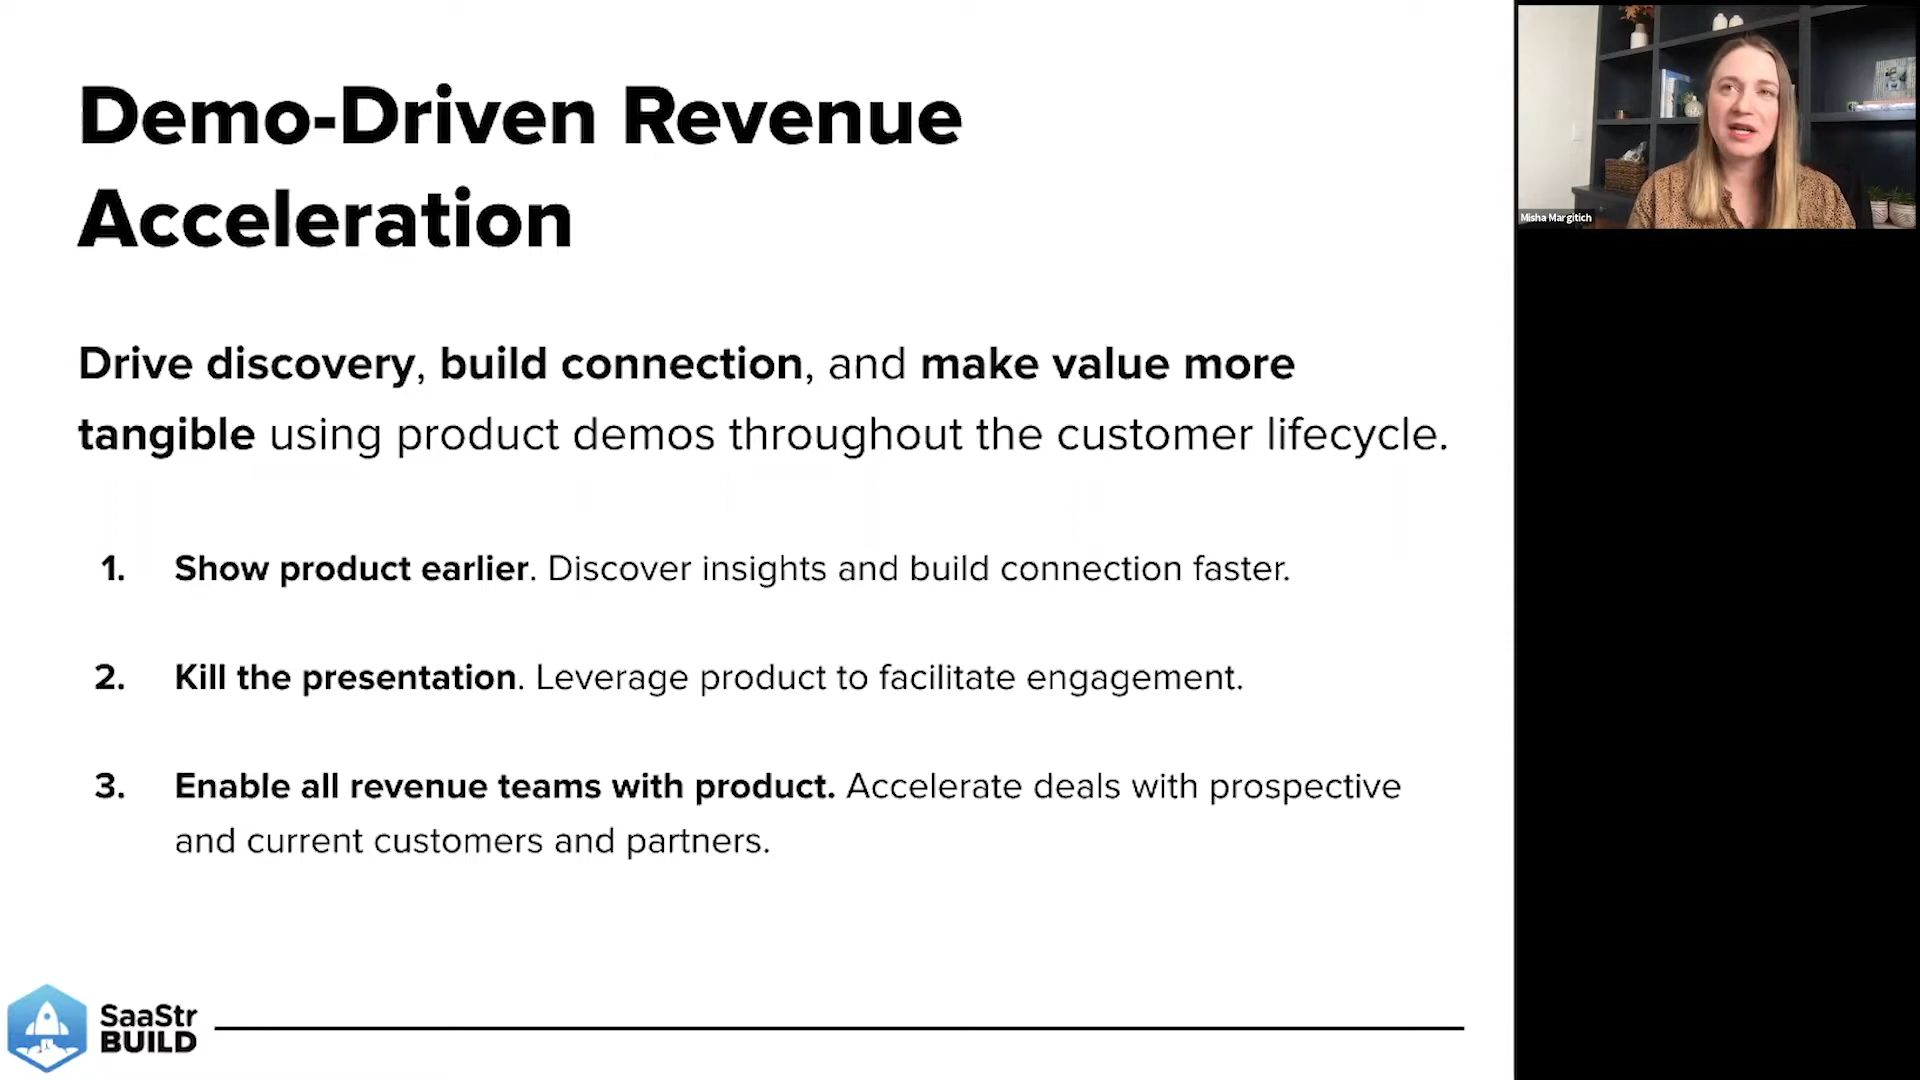 Demo-Driven Revenue
Acceleration
Drive discovery, build connection, and make value more
tangible using product demos throughout the customer lifecycle.
1. Show product earlier. Discover insights and build connection faster.
2. Kill the presentation. Leverage product to facilitate engagement.
3. Enable all revenue teams with product. Accelerate deals with prospective
and current customers and partners.
SaaStr
BUILD
Misha Margitich